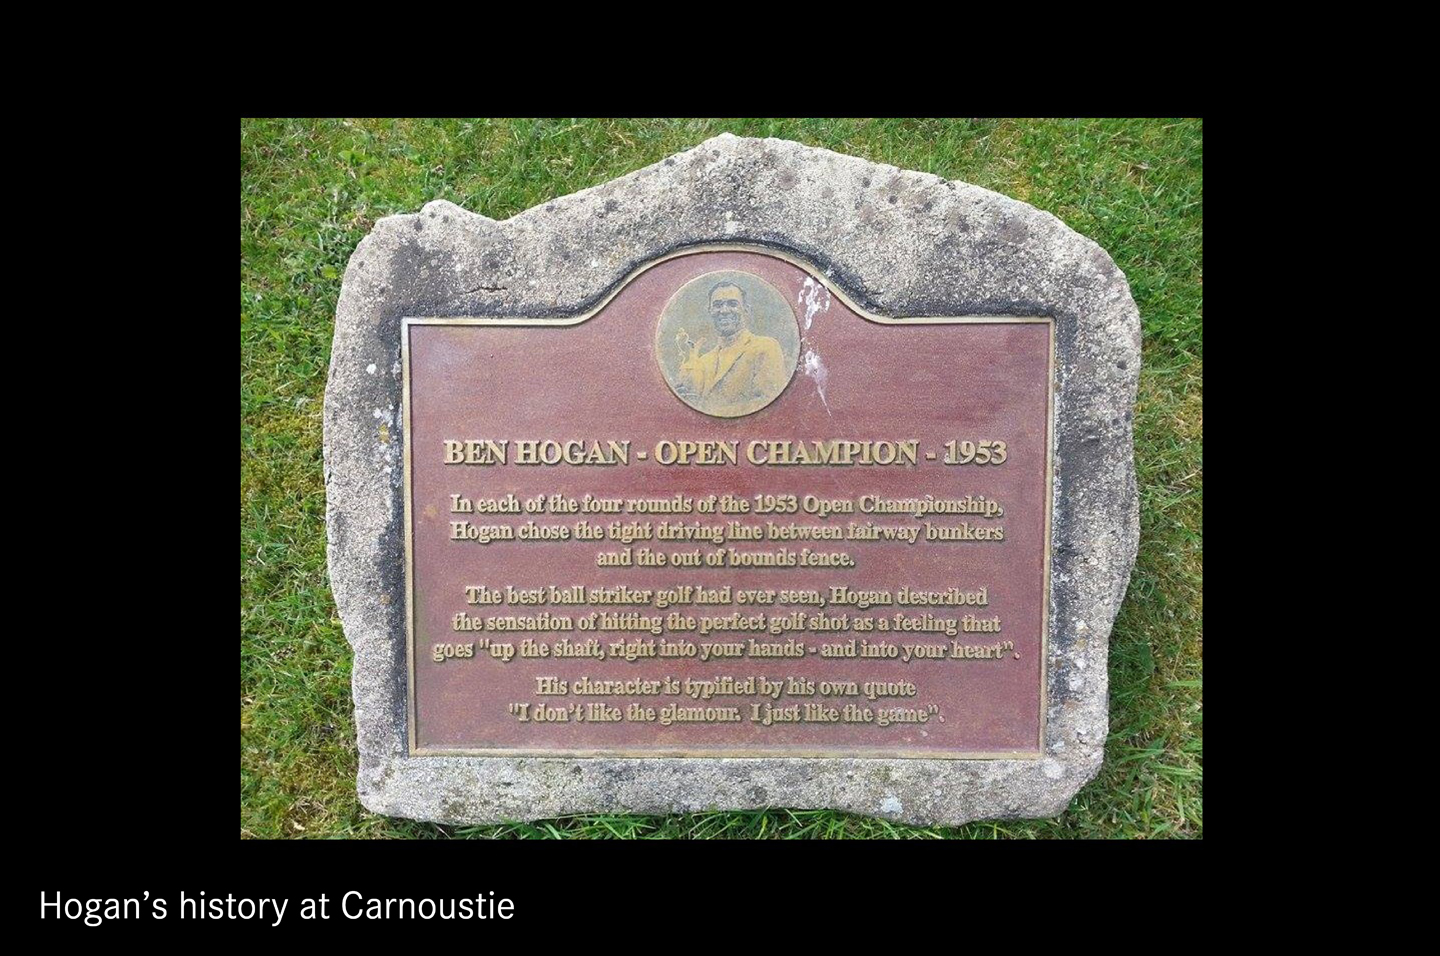 BEN HOGAN - OPEN CHAMPION - 1953
In each of the four rounds of the 1953 Open Championship,
Hogan chose the tight driving line between fairway bunkers
and the out of bounds fence.
The best ball striker golf had ever seen, Hogan described
the sensation of hitting the perfect golf shot as a feeling that
goes "up the shaft, right into your hands - and into your heart".
His character is typified by his own quote
"I don't like the glamour. I just like the game".
Hogan’s history at Carnoustie